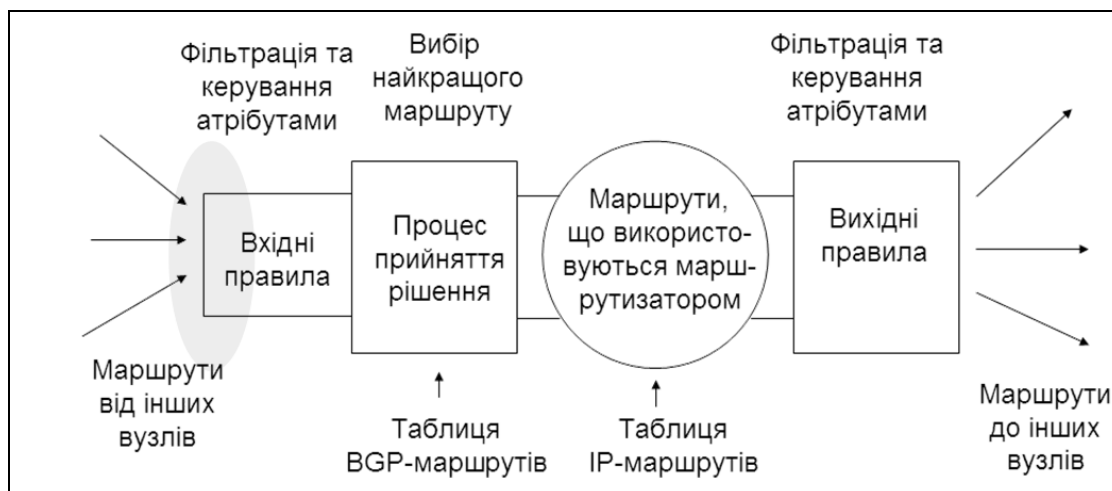 Фільтрація та
керування
атрібутами
Вибір
найкращого
маршруту
Фільтрація та
керування
атрібутами
Вхідні
правила
Процес
прийняття
рішення
Маршрути,
що використо-
вуються марш-
рутизатором
Вихідні
правила
Маршрути
від інших
вузлів
Таблиця
BGP-маршрутів
Таблиця
IP-маршрутів
Маршрути
до інших
вузлів